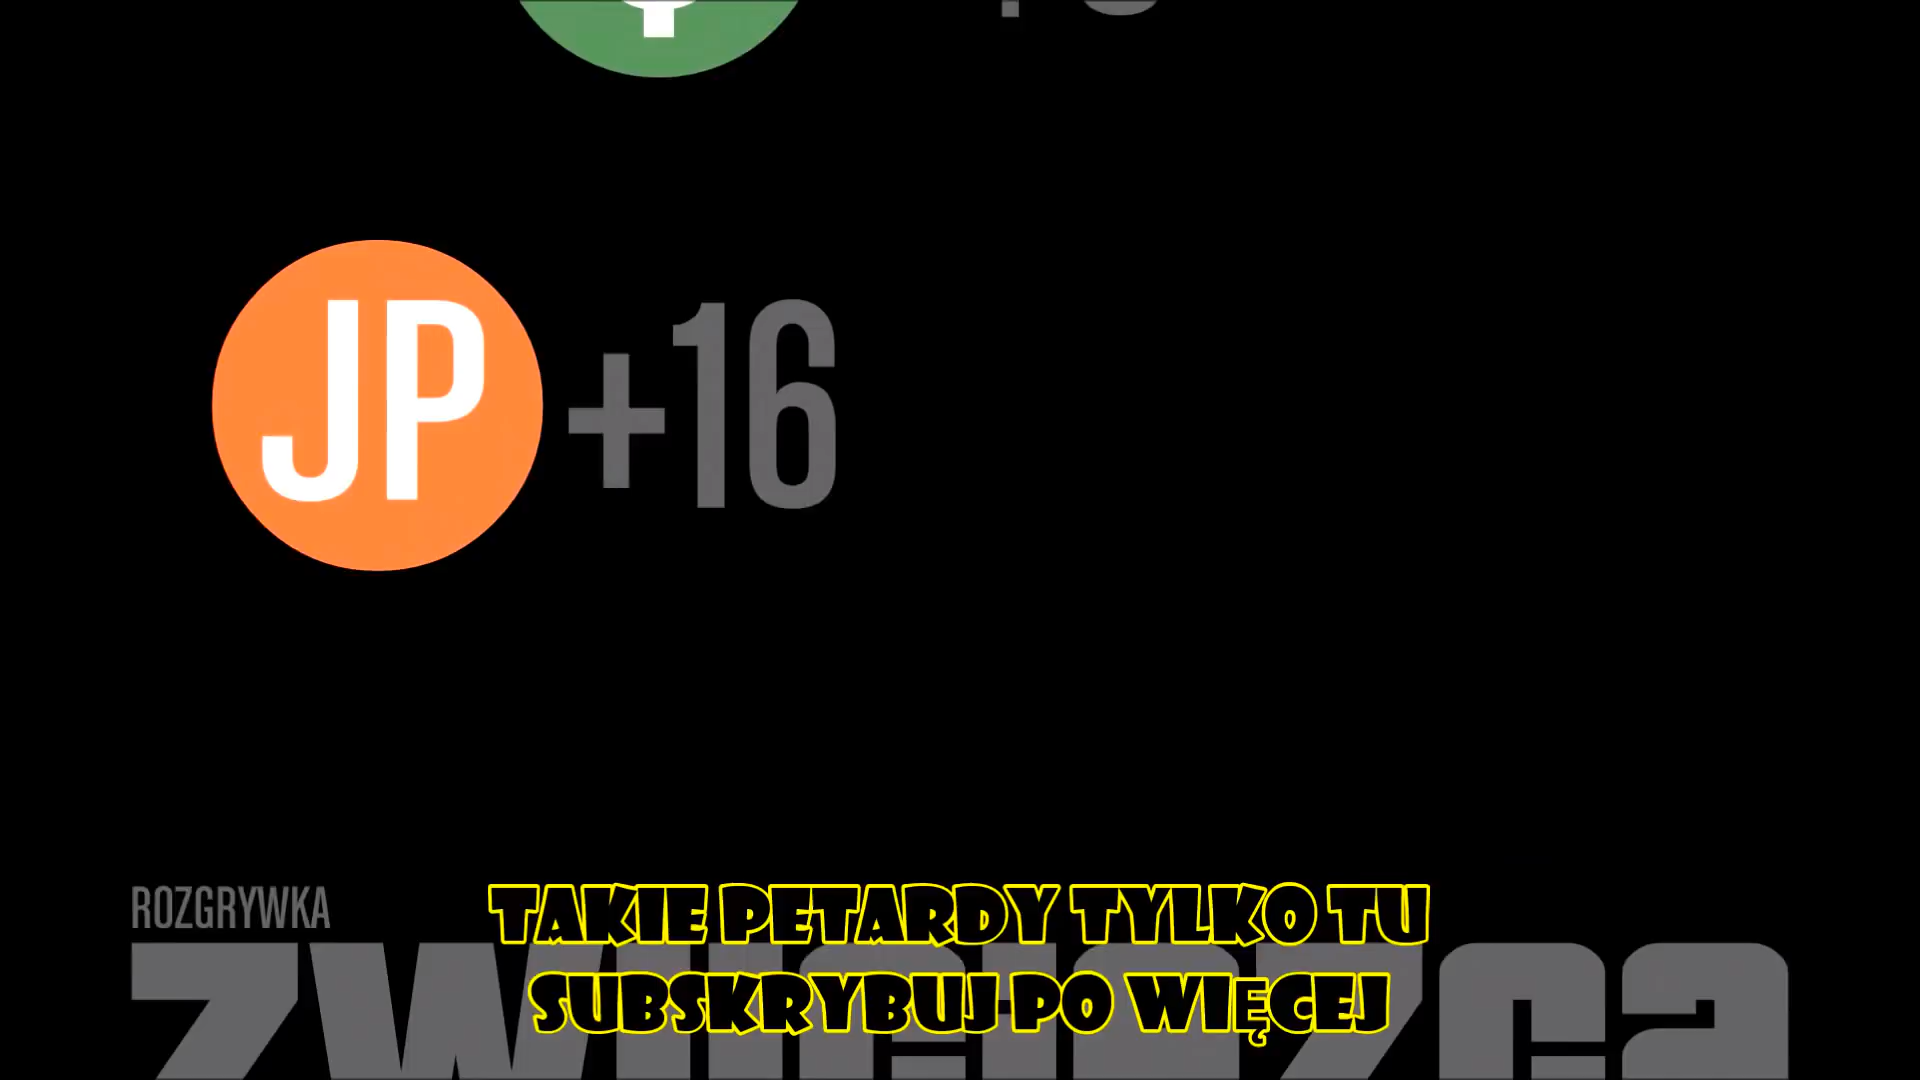 JP +16
ROZGRYWKA
TAKIE PETARDY TYLKO TU
SUBSKRYBUJ PO WIĘCEJ